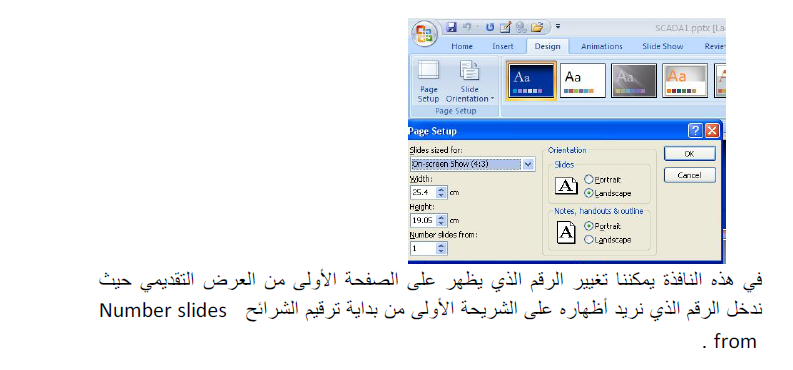 SCADA1.pptx [La
Home Insert Design Animations Slide Show Review
Aa Aa Aa Aa A
Page Setup
Slide Orientation
Page Setup
Page Setup
Slides sized for:
On-screen Show (4:3)
Width:
25.4 cm
Height:
19.05 cm
Number slides from:
1
Orientation
Slides
A
Portrait
Landscape
Notes, handouts & outline
A
Portrait
Landscape
OK
Cancel
في هذه النافذة يمكننا تغيير الرقم الذي يظهر على الصفحة الأولى من العرض التقديمي حيث
ندخل الرقم الذي نريد أظهاره على الشريحة الأولى من بداية ترقيم الشرائح Number slides
from .